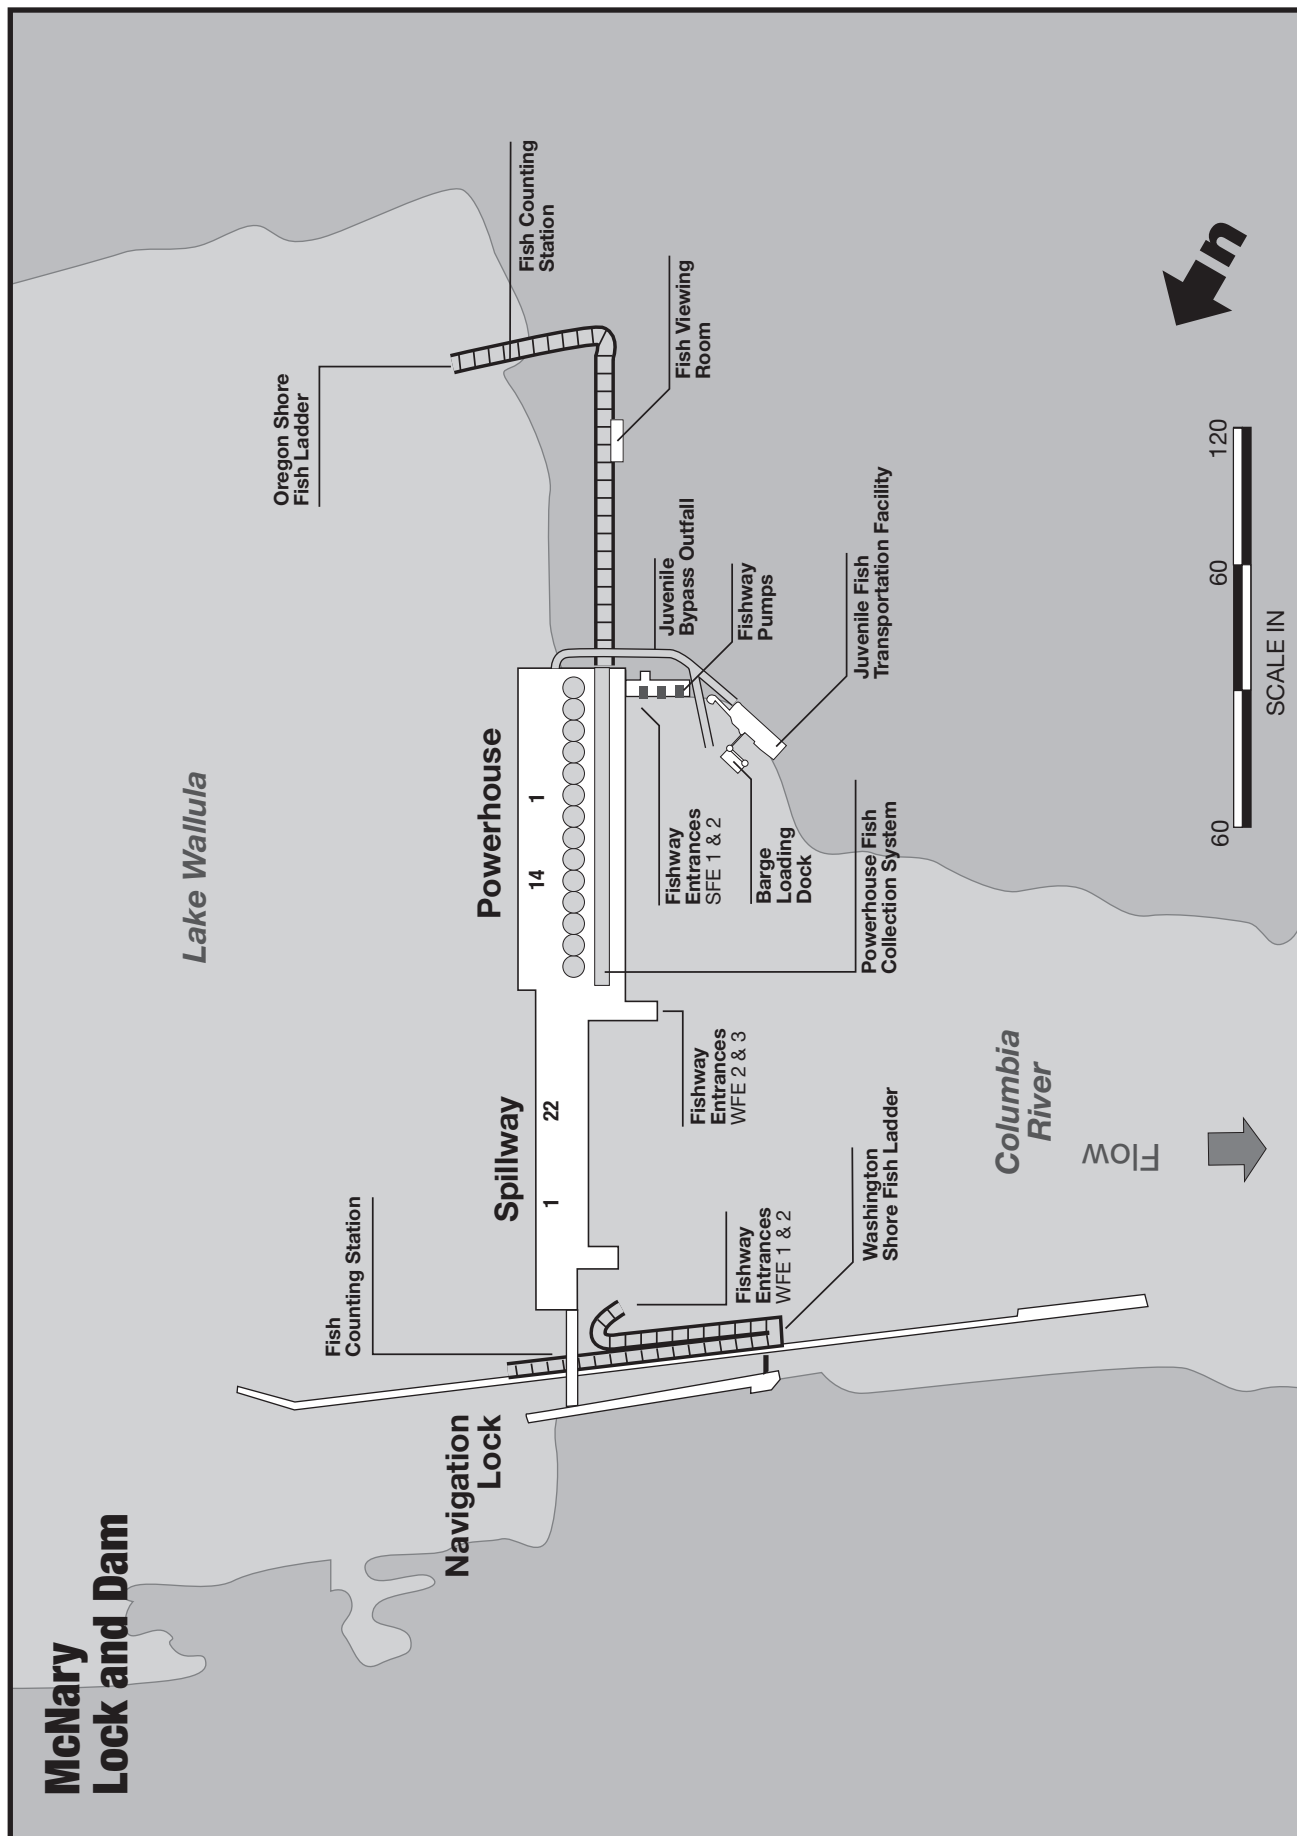 McNary
Lock and Dam
Navigation
Lock
Fish
Counting Station
Spillway
1
22
Powerhouse
14
1
Lake Wallula
Oregon Shore
Fish Ladder
Fish Counting
Station
Fish Viewing
Room
Juvenile
Bypass Outfall
Fishway
Pumps
Juvenile Fish
Transportation Facility
Fishway
Entrances
SFE 1 & 2
Barge
Loading
Dock
Powerhouse Fish
Collection System
Fishway
Entrances
WFE 2 & 3
Fishway
Entrances
WFE 1 & 2
Washington
Shore Fish Ladder
Columbia
River
Flow
n
60
60
120
SCALE IN